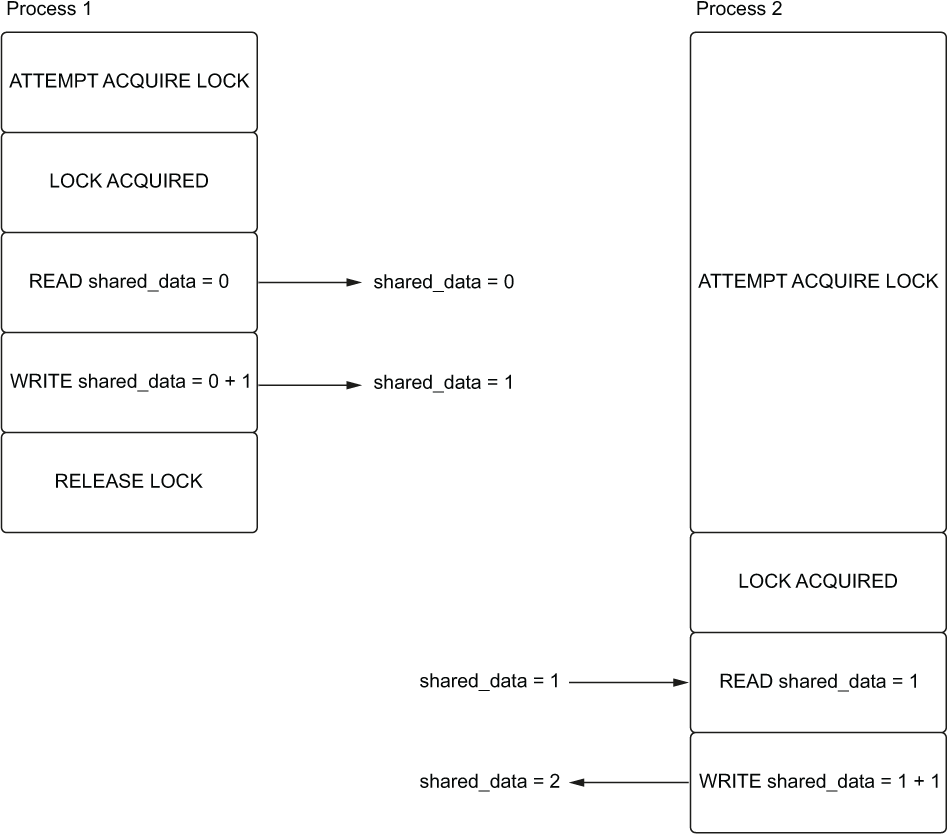 Process 1
Process 2
ATTEMPT ACQUIRE LOCK
LOCK ACQUIRED
READ shared_data = 0
shared_data = 0
ATTEMPT ACQUIRE LOCK
WRITE shared_data = 0 + 1
shared_data = 1
RELEASE LOCK
LOCK ACQUIRED
shared_data = 1
READ shared_data = 1
shared_data = 2
WRITE shared_data = 1 + 1